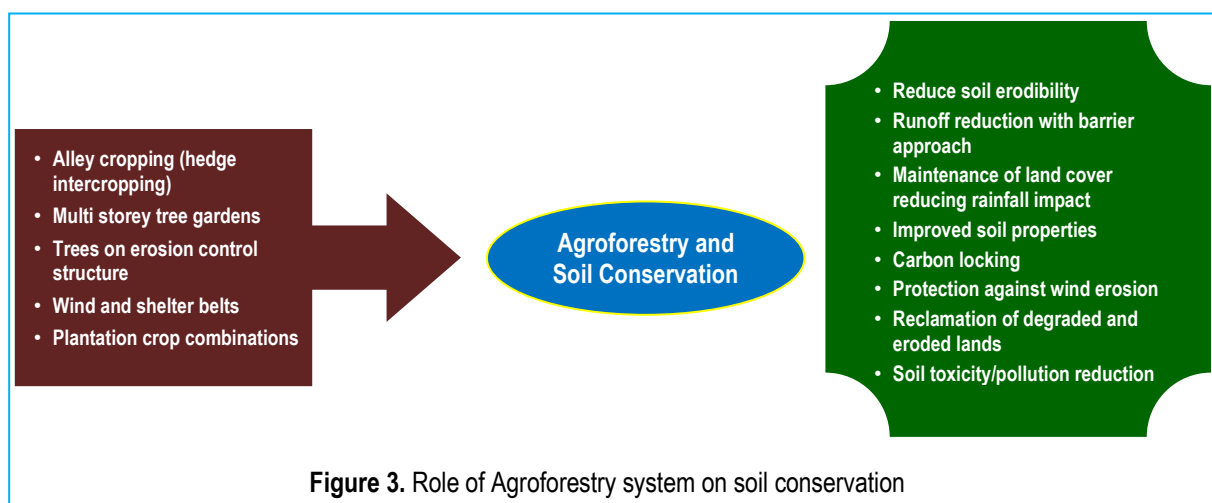 • Alley cropping (hedge
intercropping)
• Multi storey tree gardens
• Trees on erosion control
structure
• Wind and shelter belts
• Plantation crop combinations
Agroforestry and
Soil Conservation
• Reduce soil erodibility
• Runoff reduction with barrier
approach
• Maintenance of land cover
reducing rainfall impact
• Improved soil properties
• Carbon locking
• Protection against wind erosion
• Reclamation of degraded and
eroded lands
• Soil toxicity/pollution reduction
Figure 3. Role of Agroforestry system on soil conservation